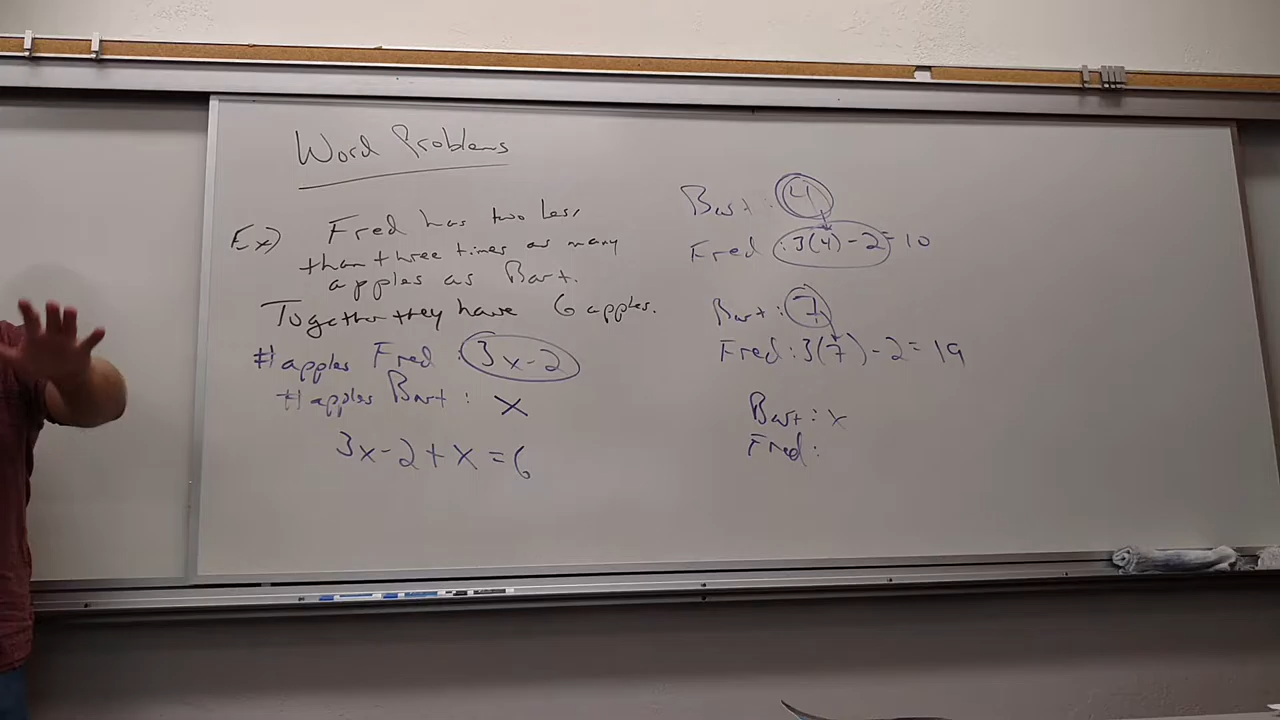 Word Problems
Ex) Fred has two less
than three times as many
apples as Bart.
Together they have 6 apples.
# apples Fred : 3x-2
# apples Bart : x
3x-2+x=6
Bart : 4
Fred : 3(4)-2=10
Bart : 7
Fred : 3(7)-2=19
Bart : x
Fred :